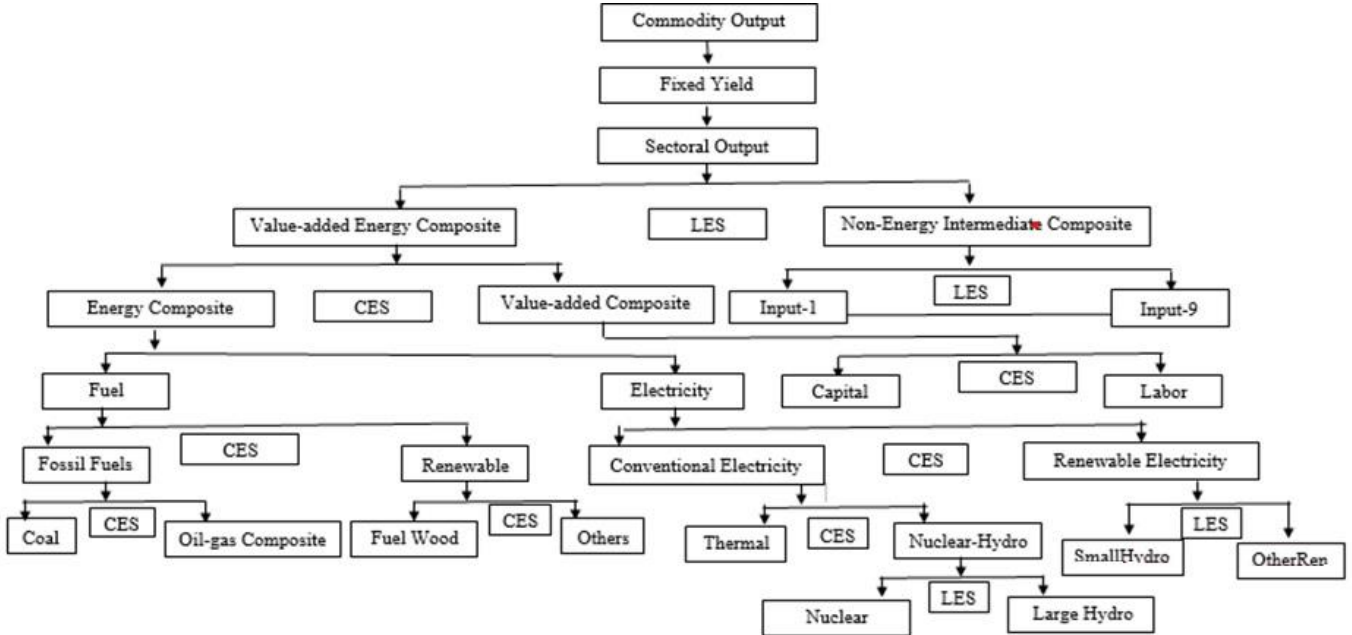 Commodity Output
Fixed Yield
Sectoral Output
Value-added Energy Composite
LES
Non-Energy Intermediate Composite
Energy Composite
CES
Value-added Composite
Input-1
LES
Input-9
Fuel
Electricity
Capital
CES
Labor
Fossil Fuels
CES
Renewable
Conventional Electricity
CES
Renewable Electricity
Coal
CES
Oil-gas Composite
Fuel Wood
CES
Others
Thermal
CES
Nuclear-Hydro
SmallHydro
LES
OtherRen
Nuclear
LES
Large Hydro